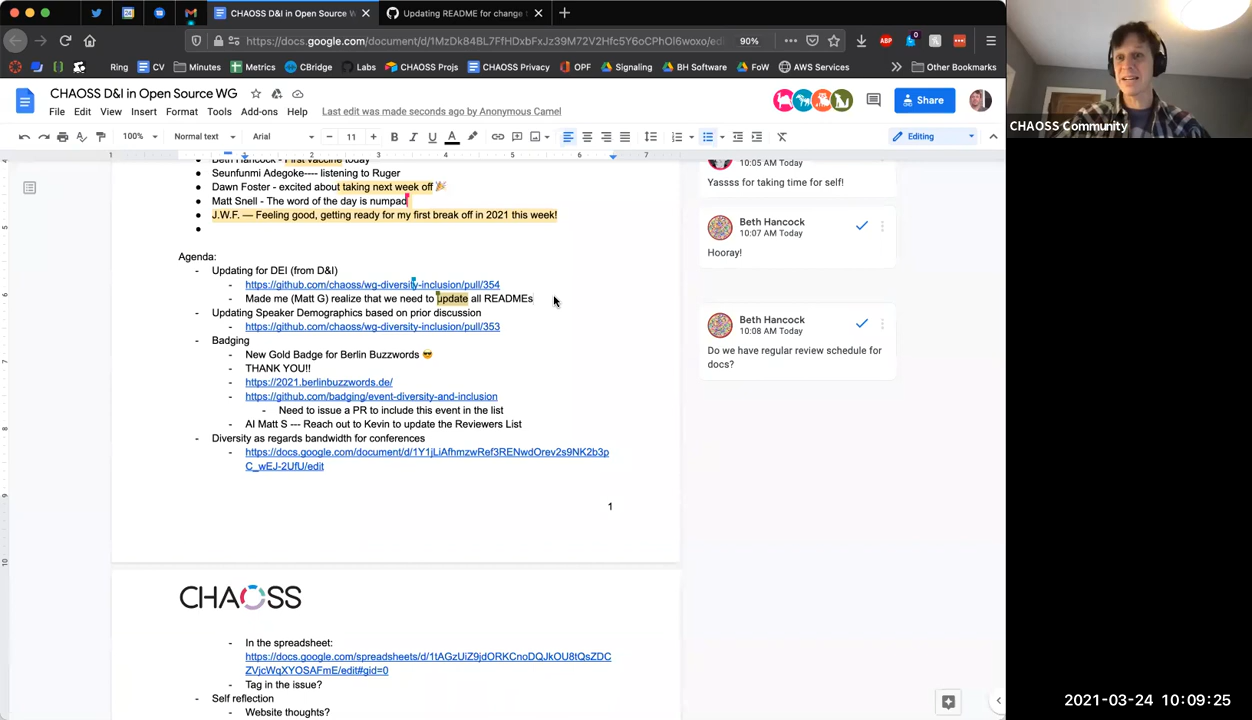 CHAOSS D&I in Open Source W
Updating README for change t
https://docs.google.com/document/d/1MzDk84BL7FfHDxbFxJz39M72V2Hfc5Y6oCPhOl6woxo/ed
90%
Ring
CV
Minutes
Metrics
CBridge
Labs
CHAOSS Projs
CHAOSS Privacy
OPF
Signaling
BH Software
FoW
AWS Services
Other Bookmarks
CHAOSS D&I in Open Source WG
File Edit View Insert Format Tools Add-ons Help
Last edit was made seconds ago by Anonymous Camel
Share
100%
Normal text
Arial
11
Editing
Beth Hancock - First vaccine today
Seunfunmi Adegoke---- listening to Ruger
Dawn Foster - excited about taking next week off 🎉
Matt Snell - The word of the day is numpad
J.W.F. — Feeling good, getting ready for my first break off in 2021 this week!
Agenda:
- Updating for DEI (from D&I)
- https://github.com/chaoss/wg-diversity-inclusion/pull/354
- Made me (Matt G) realize that we need to update all READMEs
- Updating Speaker Demographics based on prior discussion
- https://github.com/chaoss/wg-diversity-inclusion/pull/353
- Badging
- New Gold Badge for Berlin Buzzwords 😎
- THANK YOU!!
- https://2021.berlinbuzzwords.de/
- https://github.com/badging/event-diversity-and-inclusion
- Need to issue a PR to include this event in the list
- AI Matt S --- Reach out to Kevin to update the Reviewers List
- Diversity as regards bandwidth for conferences
- https://docs.google.com/document/d/1Y1jLiAfhmzwRef3RENwdOrev2s9NK2b3p
C_wEJ-2UfU/edit
1
CHAOSS
- In the spreadsheet:
https://docs.google.com/spreadsheets/d/1tAGzUiZ9jdORKCnoDQJkOU8tQsZDC
ZVjcWqXYOSAFmE/edit#gid=0
- Tag in the issue?
- Self reflection
- Website thoughts?
10:05 AM Today
Yassss for taking time for self!
Beth Hancock
10:07 AM Today
Hooray!
Beth Hancock
10:08 AM Today
Do we have regular review schedule for
docs?
CHAOSS Community
2021-03-24 10:09:25